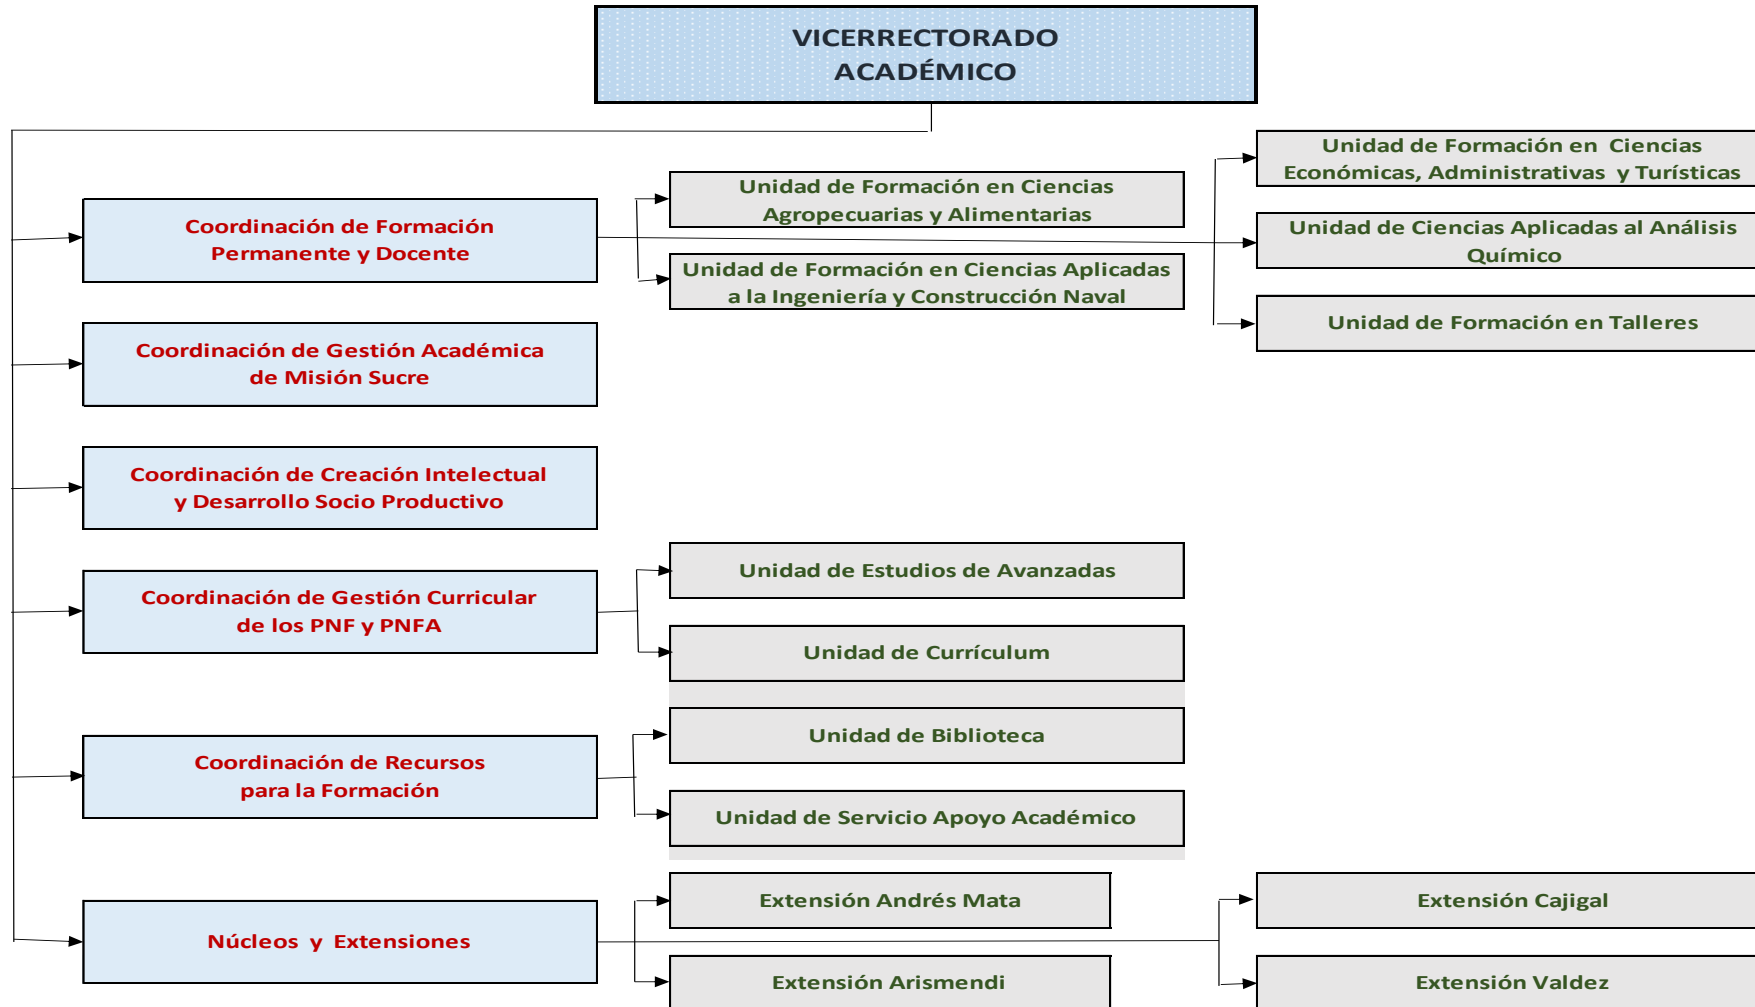 VICERRECTORADO
ACADÉMICO
Unidad de Formación en Ciencias
Económicas, Administrativas y Turísticas
Unidad de Formación en Ciencias
Agropecuarias y Alimentarias
Coordinación de Formación
Permanente y Docente
Unidad de Ciencias Aplicadas al Análisis
Químico
Unidad de Formación en Ciencias Aplicadas
a la Ingeniería y Construcción Naval
Unidad de Formación en Talleres
Coordinación de Gestión Académica
de Misión Sucre
Coordinación de Creación Intelectual
y Desarrollo Socio Productivo
Unidad de Estudios de Avanzadas
Coordinación de Gestión Curricular
de los PNF y PNFA
Unidad de Currículum
Unidad de Biblioteca
Coordinación de Recursos
para la Formación
Unidad de Servicio Apoyo Académico
Extensión Andrés Mata
Extensión Cajigal
Núcleos y Extensiones
Extensión Arismendi
Extensión Valdez